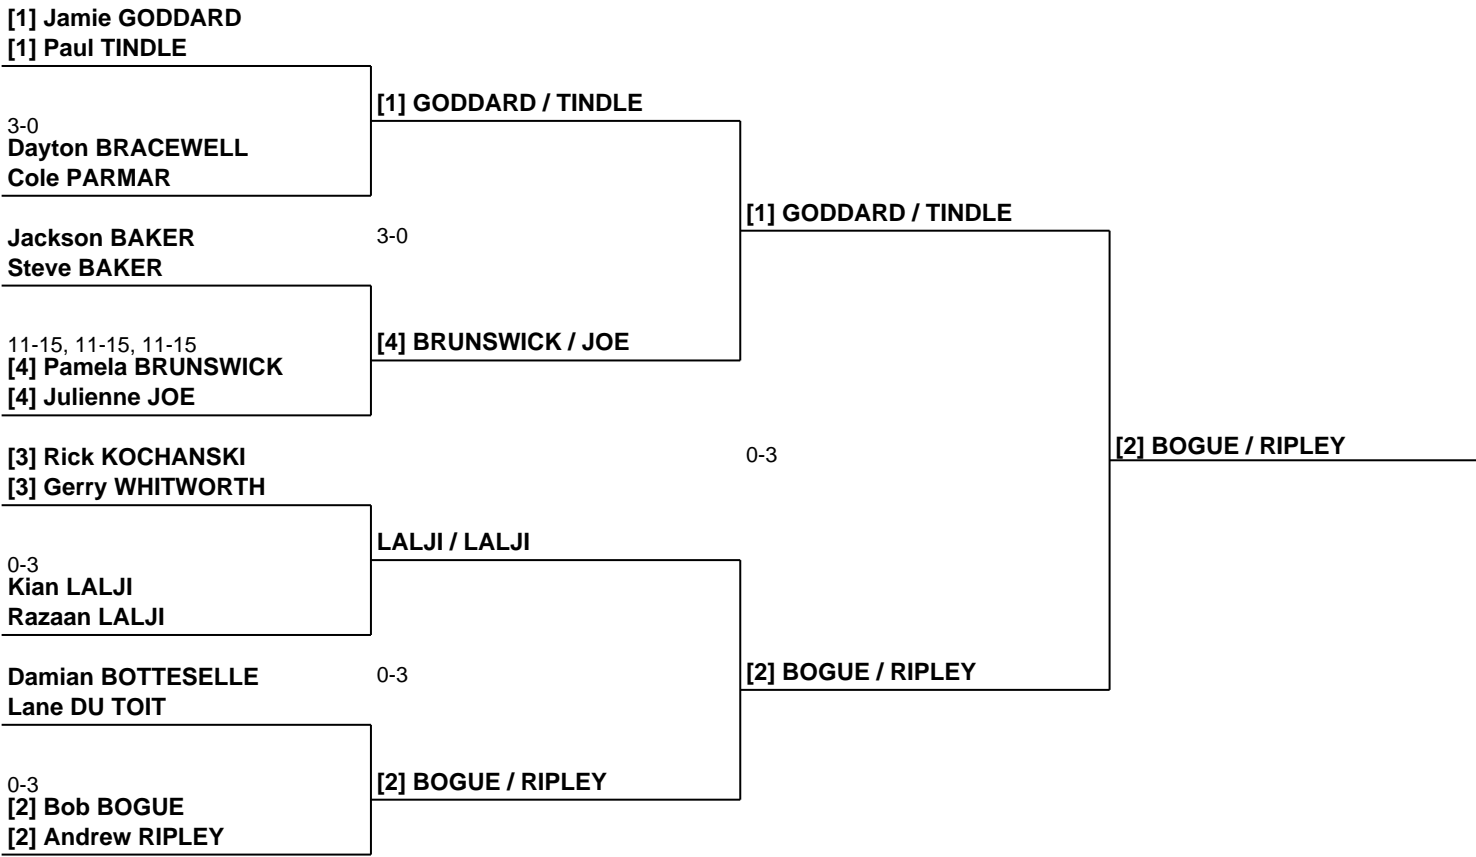 [1] Jamie GODDARD
[1] Paul TINDLE
[1] GODDARD / TINDLE
3-0
Dayton BRACEWELL
Cole PARMAR
[1] GODDARD / TINDLE
Jackson BAKER
3-0
Steve BAKER
11-15, 11-15, 11-15
[4] BRUNSWICK / JOE
[4] Pamela BRUNSWICK
[4] Julienne JOE
[3] Rick KOCHANSKI
0-3
[2] BOGUE / RIPLEY
[3] Gerry WHITWORTH
LALJI / LALJI
0-3
Kian LALJI
Razaan LALJI
Damian BOTTESELLE
0-3
[2] BOGUE / RIPLEY
Lane DU TOIT
0-3
[2] BOGUE / RIPLEY
[2] Bob BOGUE
[2] Andrew RIPLEY